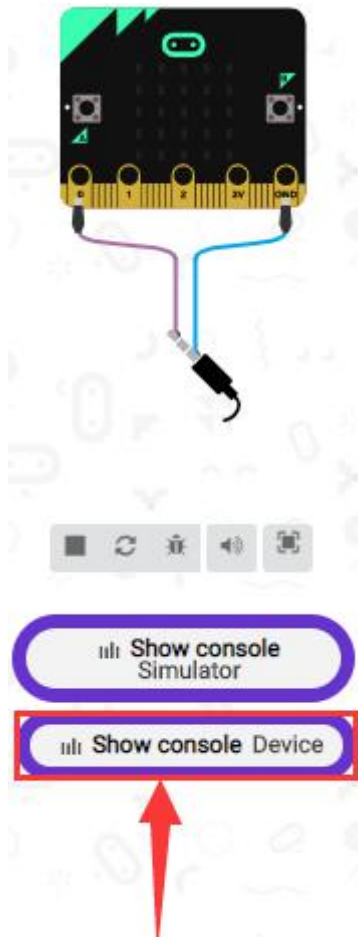 B
A
0 1 2 3V GND
Show console
Simulator
Show console Device